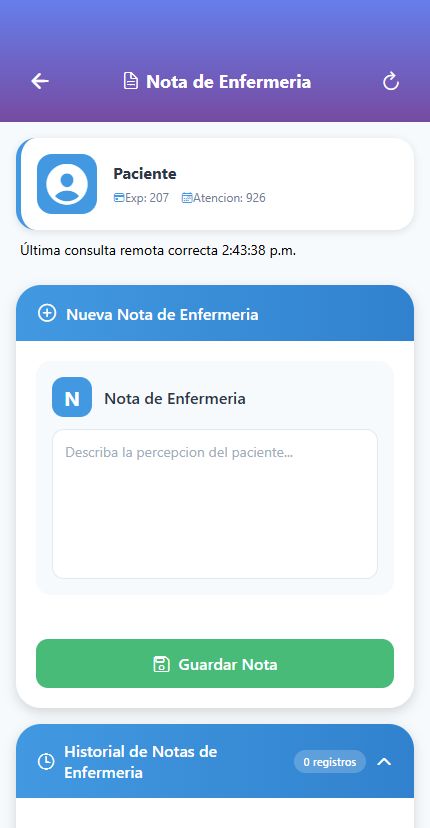 Nota de Enfermeria
Paciente
Exp: 207 Atencion: 926
Última consulta remota correcta 2:43:38 p.m.
Nueva Nota de Enfermeria
N Nota de Enfermeria
Describa la percepcion del paciente...
Guardar Nota
Historial de Notas de
Enfermeria
0 registros